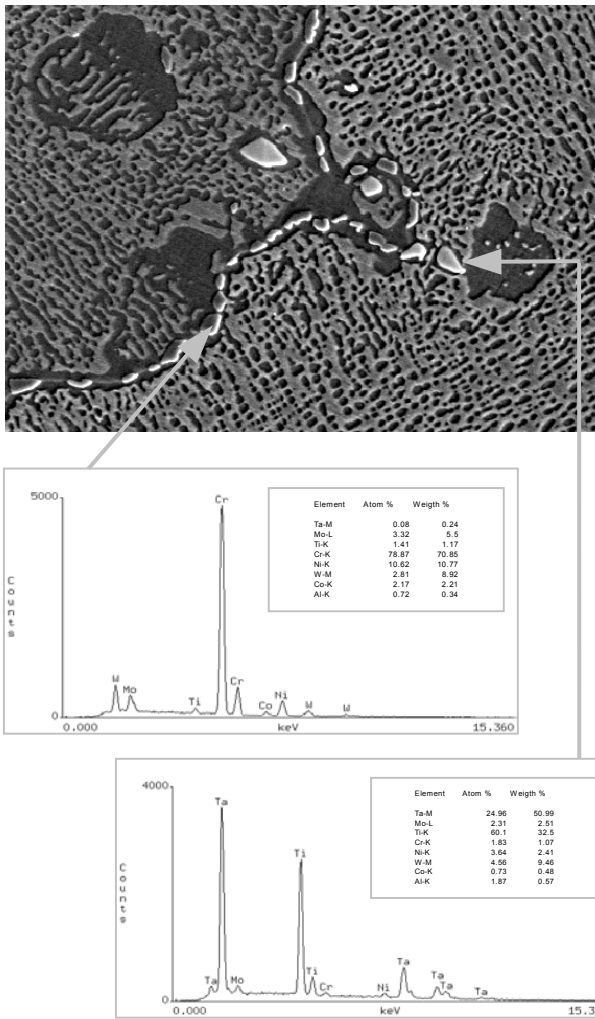 5000
Counts
Cr
W
Mo
Ti
Cr
Co
Ni
W
W
Element Atom % Weigth %
Ta-M 0.08 0.24
Mo-L 3.32 5.5
Ti-K 1.41 1.17
Cr-K 78.87 70.85
Ni-K 10.62 10.77
W-M 2.81 8.92
Co-K 2.17 2.21
Al-K 0.72 0.34
0
0.000 keV 15.360
4000
Counts
Ta
Ti
Ta
Mo
Ti
Cr
Ni
Ta
Ta
Ta
Ta
Element Atom % Weigth %
Ta-M 24.96 50.99
Mo-L 2.31 2.51
Ti-K 60.1 32.5
Cr-K 1.83 1.07
Ni-K 3.64 2.41
W-M 4.56 9.46
Co-K 0.73 0.48
Al-K 1.87 0.57
0
0.000 keV 15.3